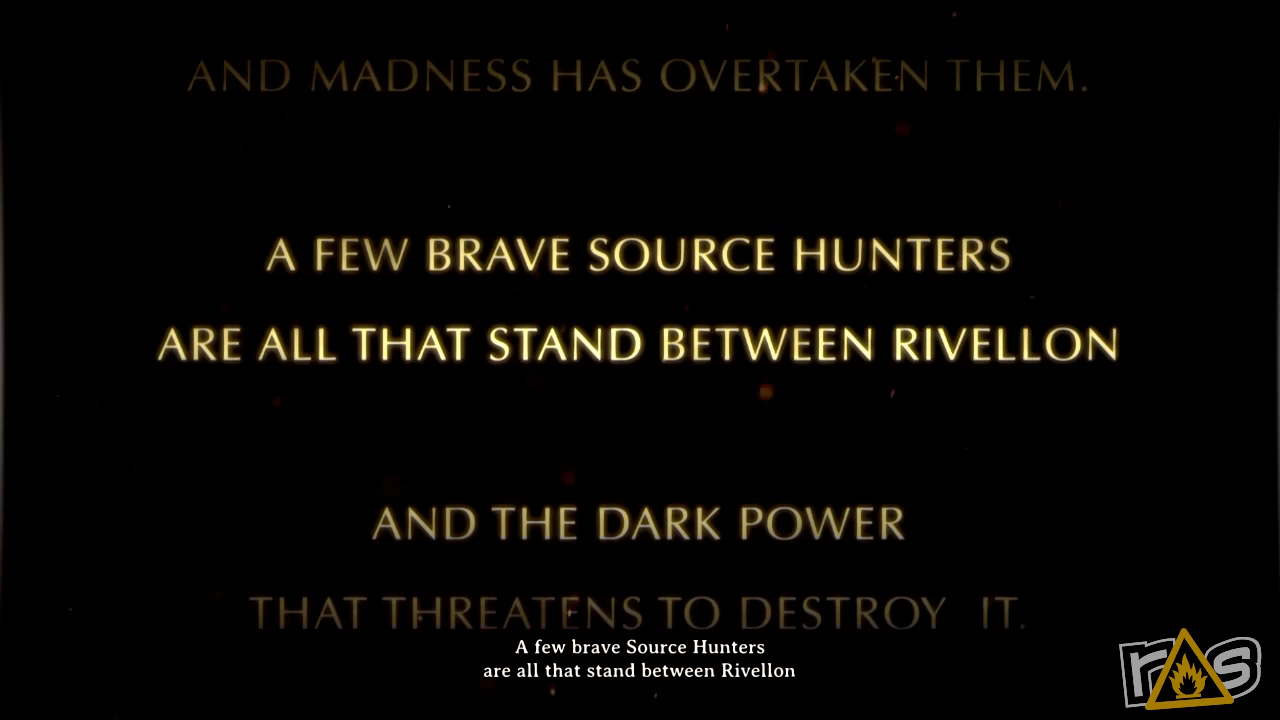 AND MADNESS HAS OVERTAKEN THEM.
A FEW BRAVE SOURCE HUNTERS
ARE ALL THAT STAND BETWEEN RIVELLON
AND THE DARK POWER
THAT THREATENS TO DESTROY IT.
A few brave Source Hunters
are all that stand between Rivellon
ras